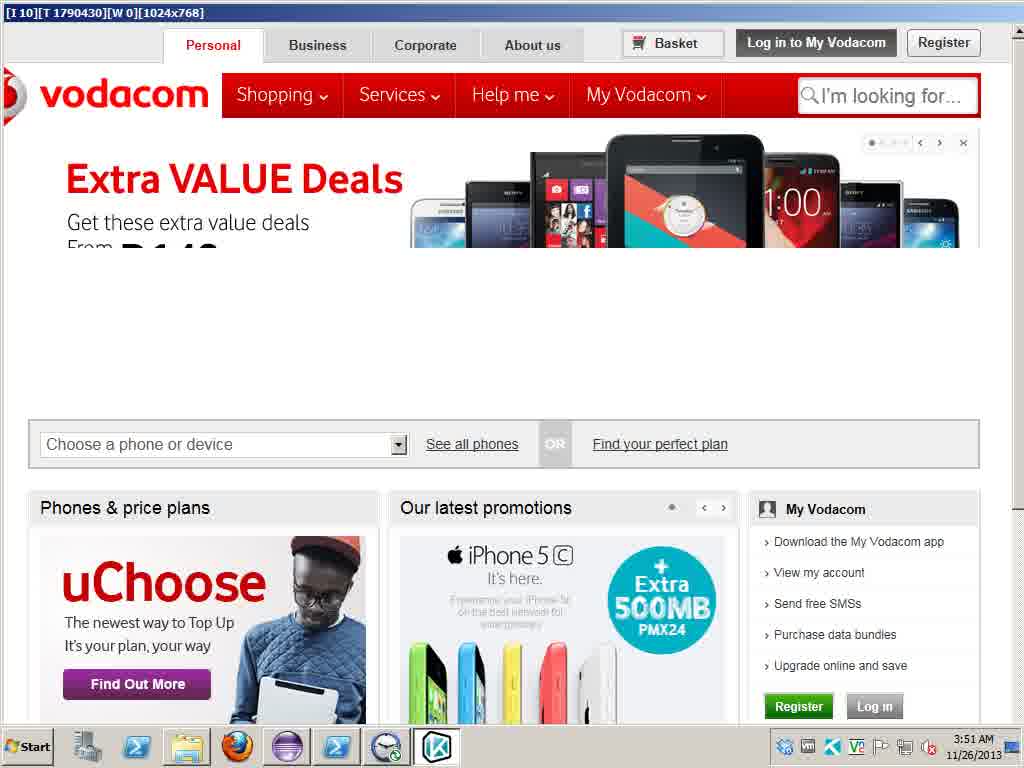 [I 10][T 1790430][W 0][1024x768]
Personal
Business
Corporate
About us
Basket
Log in to My Vodacom
Register
vodacom
Shopping
Services
Help me
My Vodacom
I'm looking for...
Extra VALUE Deals
Get these extra value deals
From
SONY
1:00
SONY
Choose a phone or device
See all phones
OR
Find your perfect plan
Phones & price plans
uChoose
The newest way to Top Up
It's your plan, your way
Find Out More
Our latest promotions
iPhone 5 C
It's here.
Experience your iPhone 5c
on the best network for
smartphones
+
Extra
500MB
PMX24
My Vodacom
› Download the My Vodacom app
› View my account
› Send free SMSs
› Purchase data bundles
› Upgrade online and save
Register
Log in
Start
3:51 AM
11/26/2013